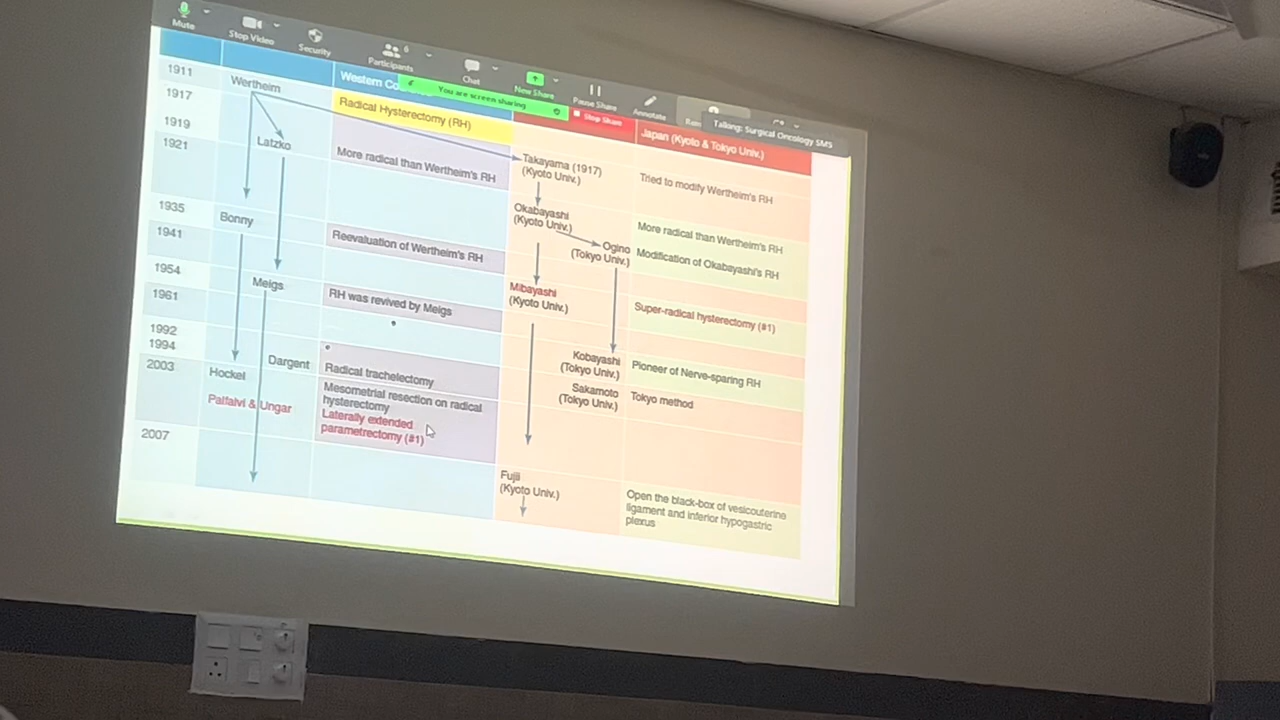 Mute
Stop Video
Security
Participants
6
Chat
New Share
Pause Share
Annotate
You are screen sharing
Stop Share
Talking: Surgical Oncology SMS
Western
Japan (Kyoto & Tokyo Univ.)
1911
Wertheim
Radical Hysterectomy (RH)
1917
Takayama (1917)
(Kyoto Univ.)
Tried to modify Wertheim's RH
1919
Latzko
More radical than Wertheim's RH
1921
Okabayashi
(Kyoto Univ.)
More radical than Wertheim's RH
Ogino
(Tokyo Univ.)
Modification of Okabayashi's RH
1935
Bonny
Reevaluation of Wertheim's RH
1941
Mibayashi
(Kyoto Univ.)
Super-radical hysterectomy (#1)
1954
Meigs
RH was revived by Meigs
1961
Kobayashi
(Tokyo Univ.)
Pioneer of Nerve-sparing RH
Sakamoto
(Tokyo Univ.)
Tokyo method
1992
1994
Dargent
Radical trachelectomy
2003
Hockel
Mesometrial resection on radical
hysterectomy
Palfalvi & Ungar
Laterally extended
parametrectomy (#1)
2007
Fujii
(Kyoto Univ.)
Open the black-box of vesicouterine
ligament and inferior hypogastric
plexus